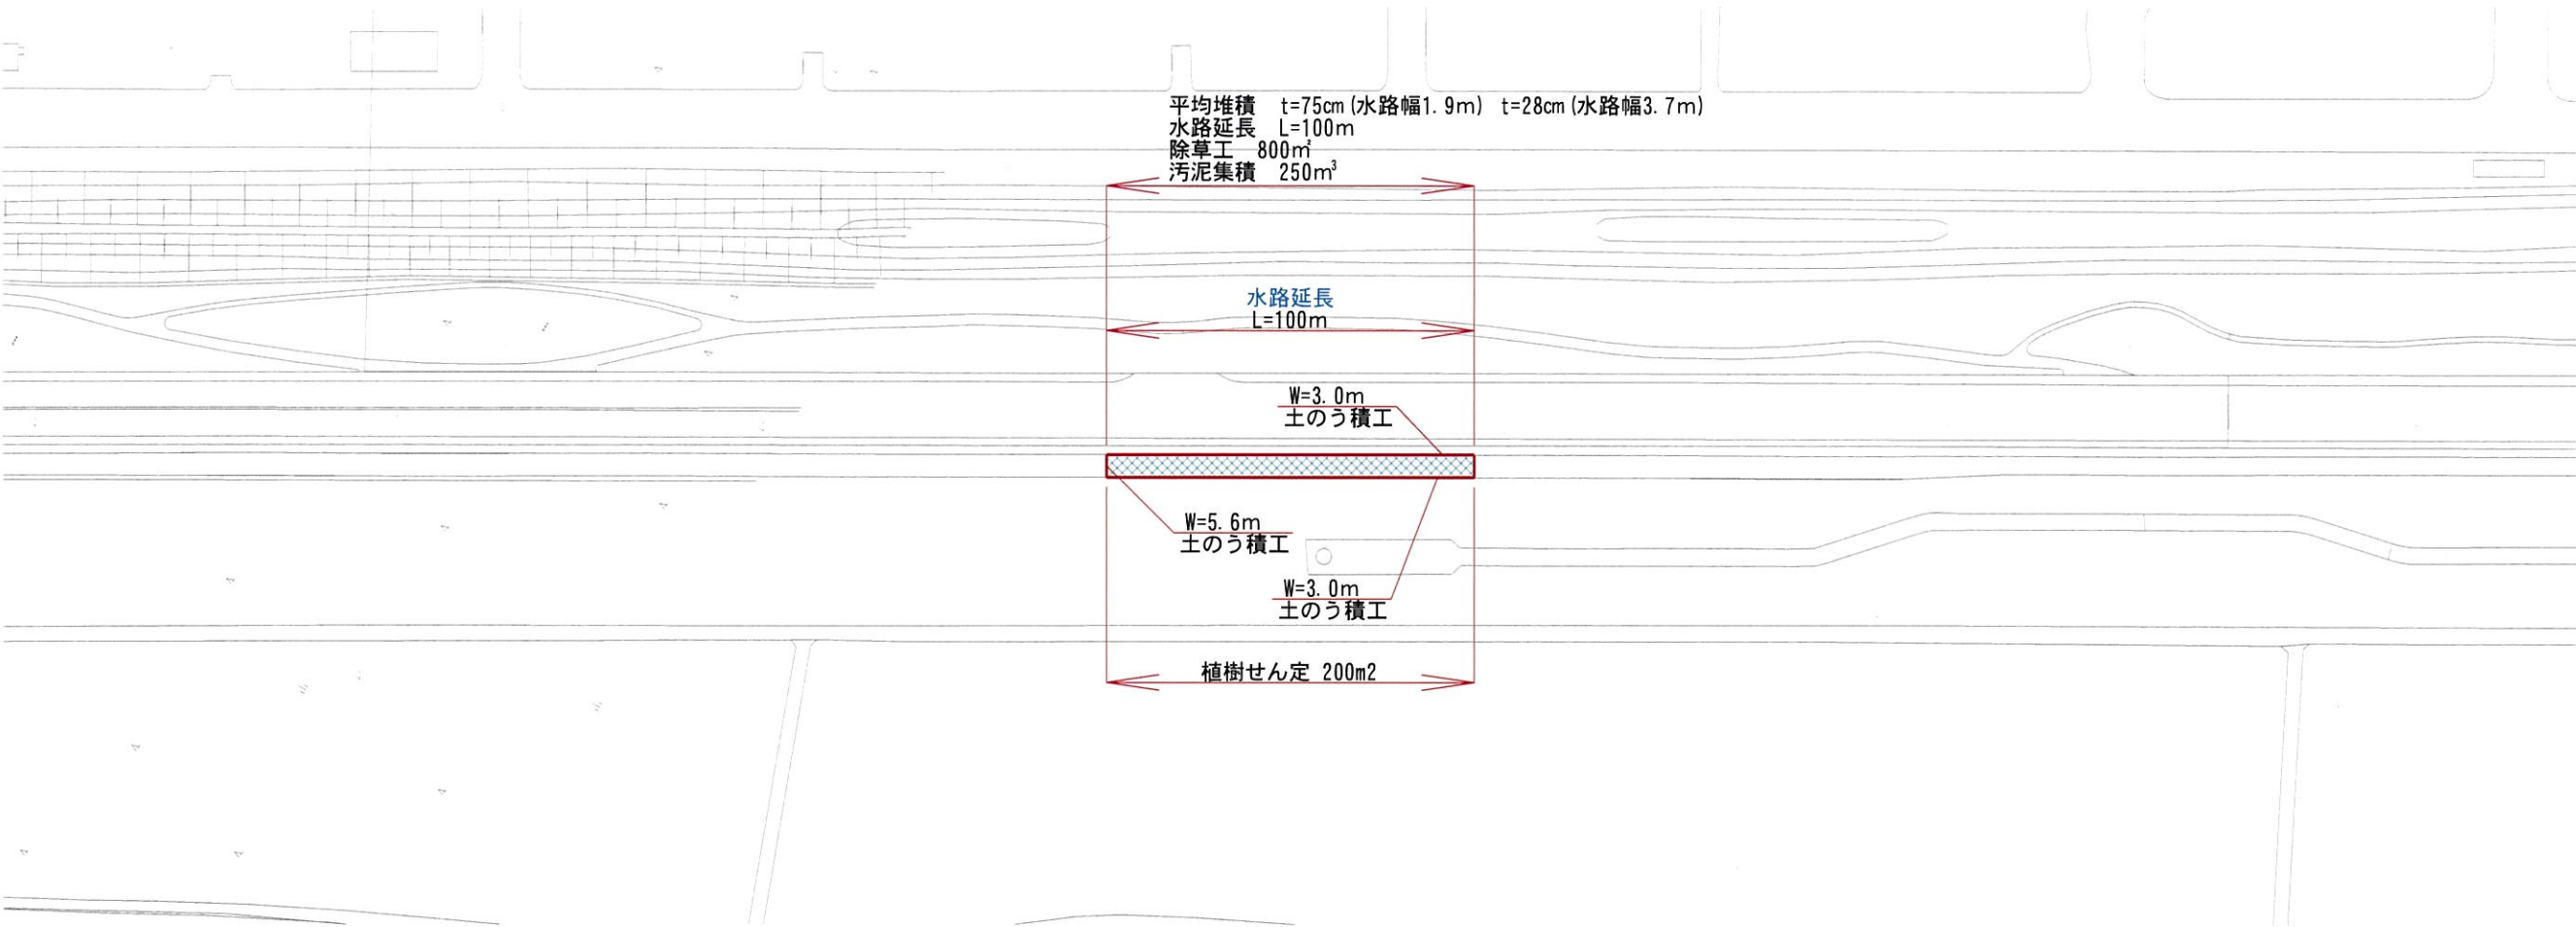 平均堆積　t=75cm(水路幅1.9m)　t=28cm(水路幅3.7m)
水路延長　L=100m
除草工　800㎡
汚泥集積　250m³
水路延長
L=100m
W=3.0m
土のう積工
W=5.6m
土のう積工
W=3.0m
土のう積工
植樹せん定 200m2